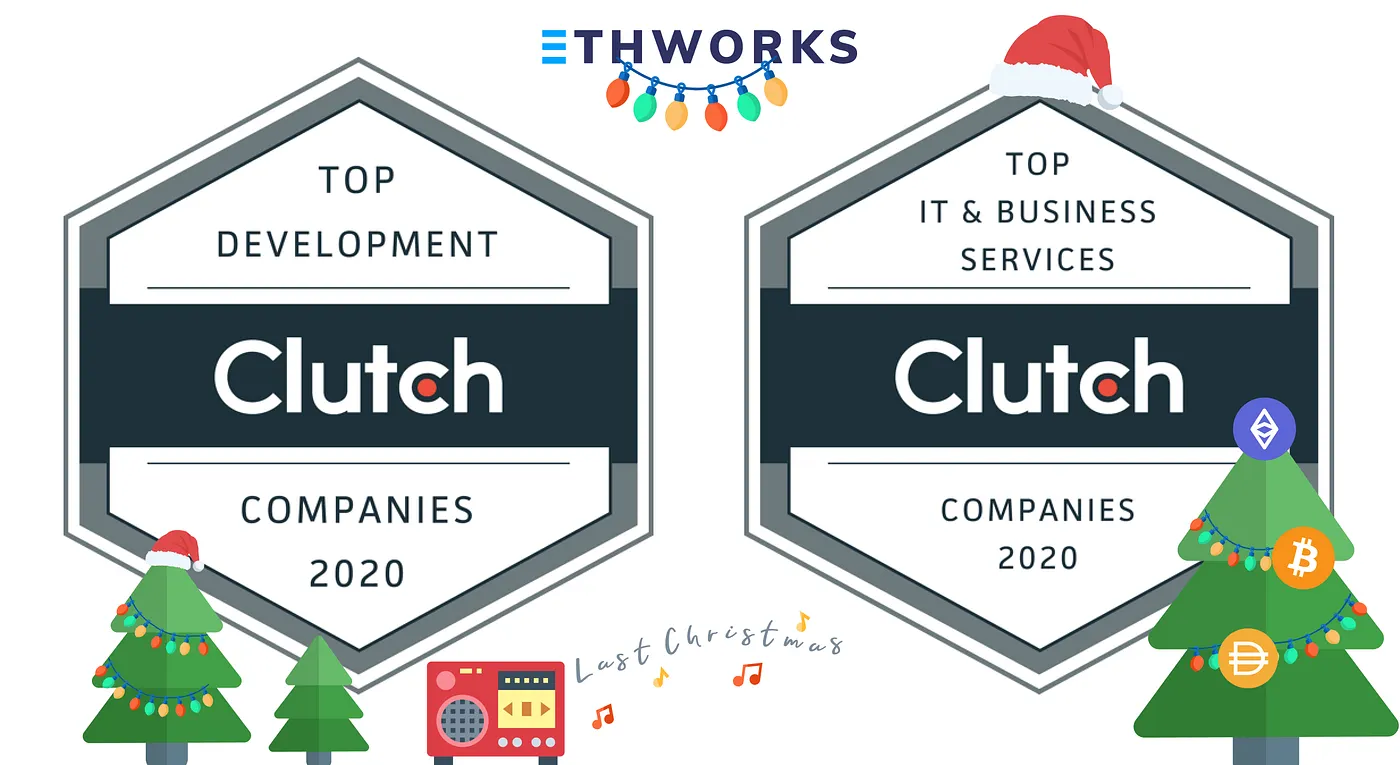 ETHWORKS
TOP
DEVELOPMENT
Clutch
COMPANIES
2020
TOP
IT & BUSINESS
SERVICES
Clutch
COMPANIES
2020
Last Christmas